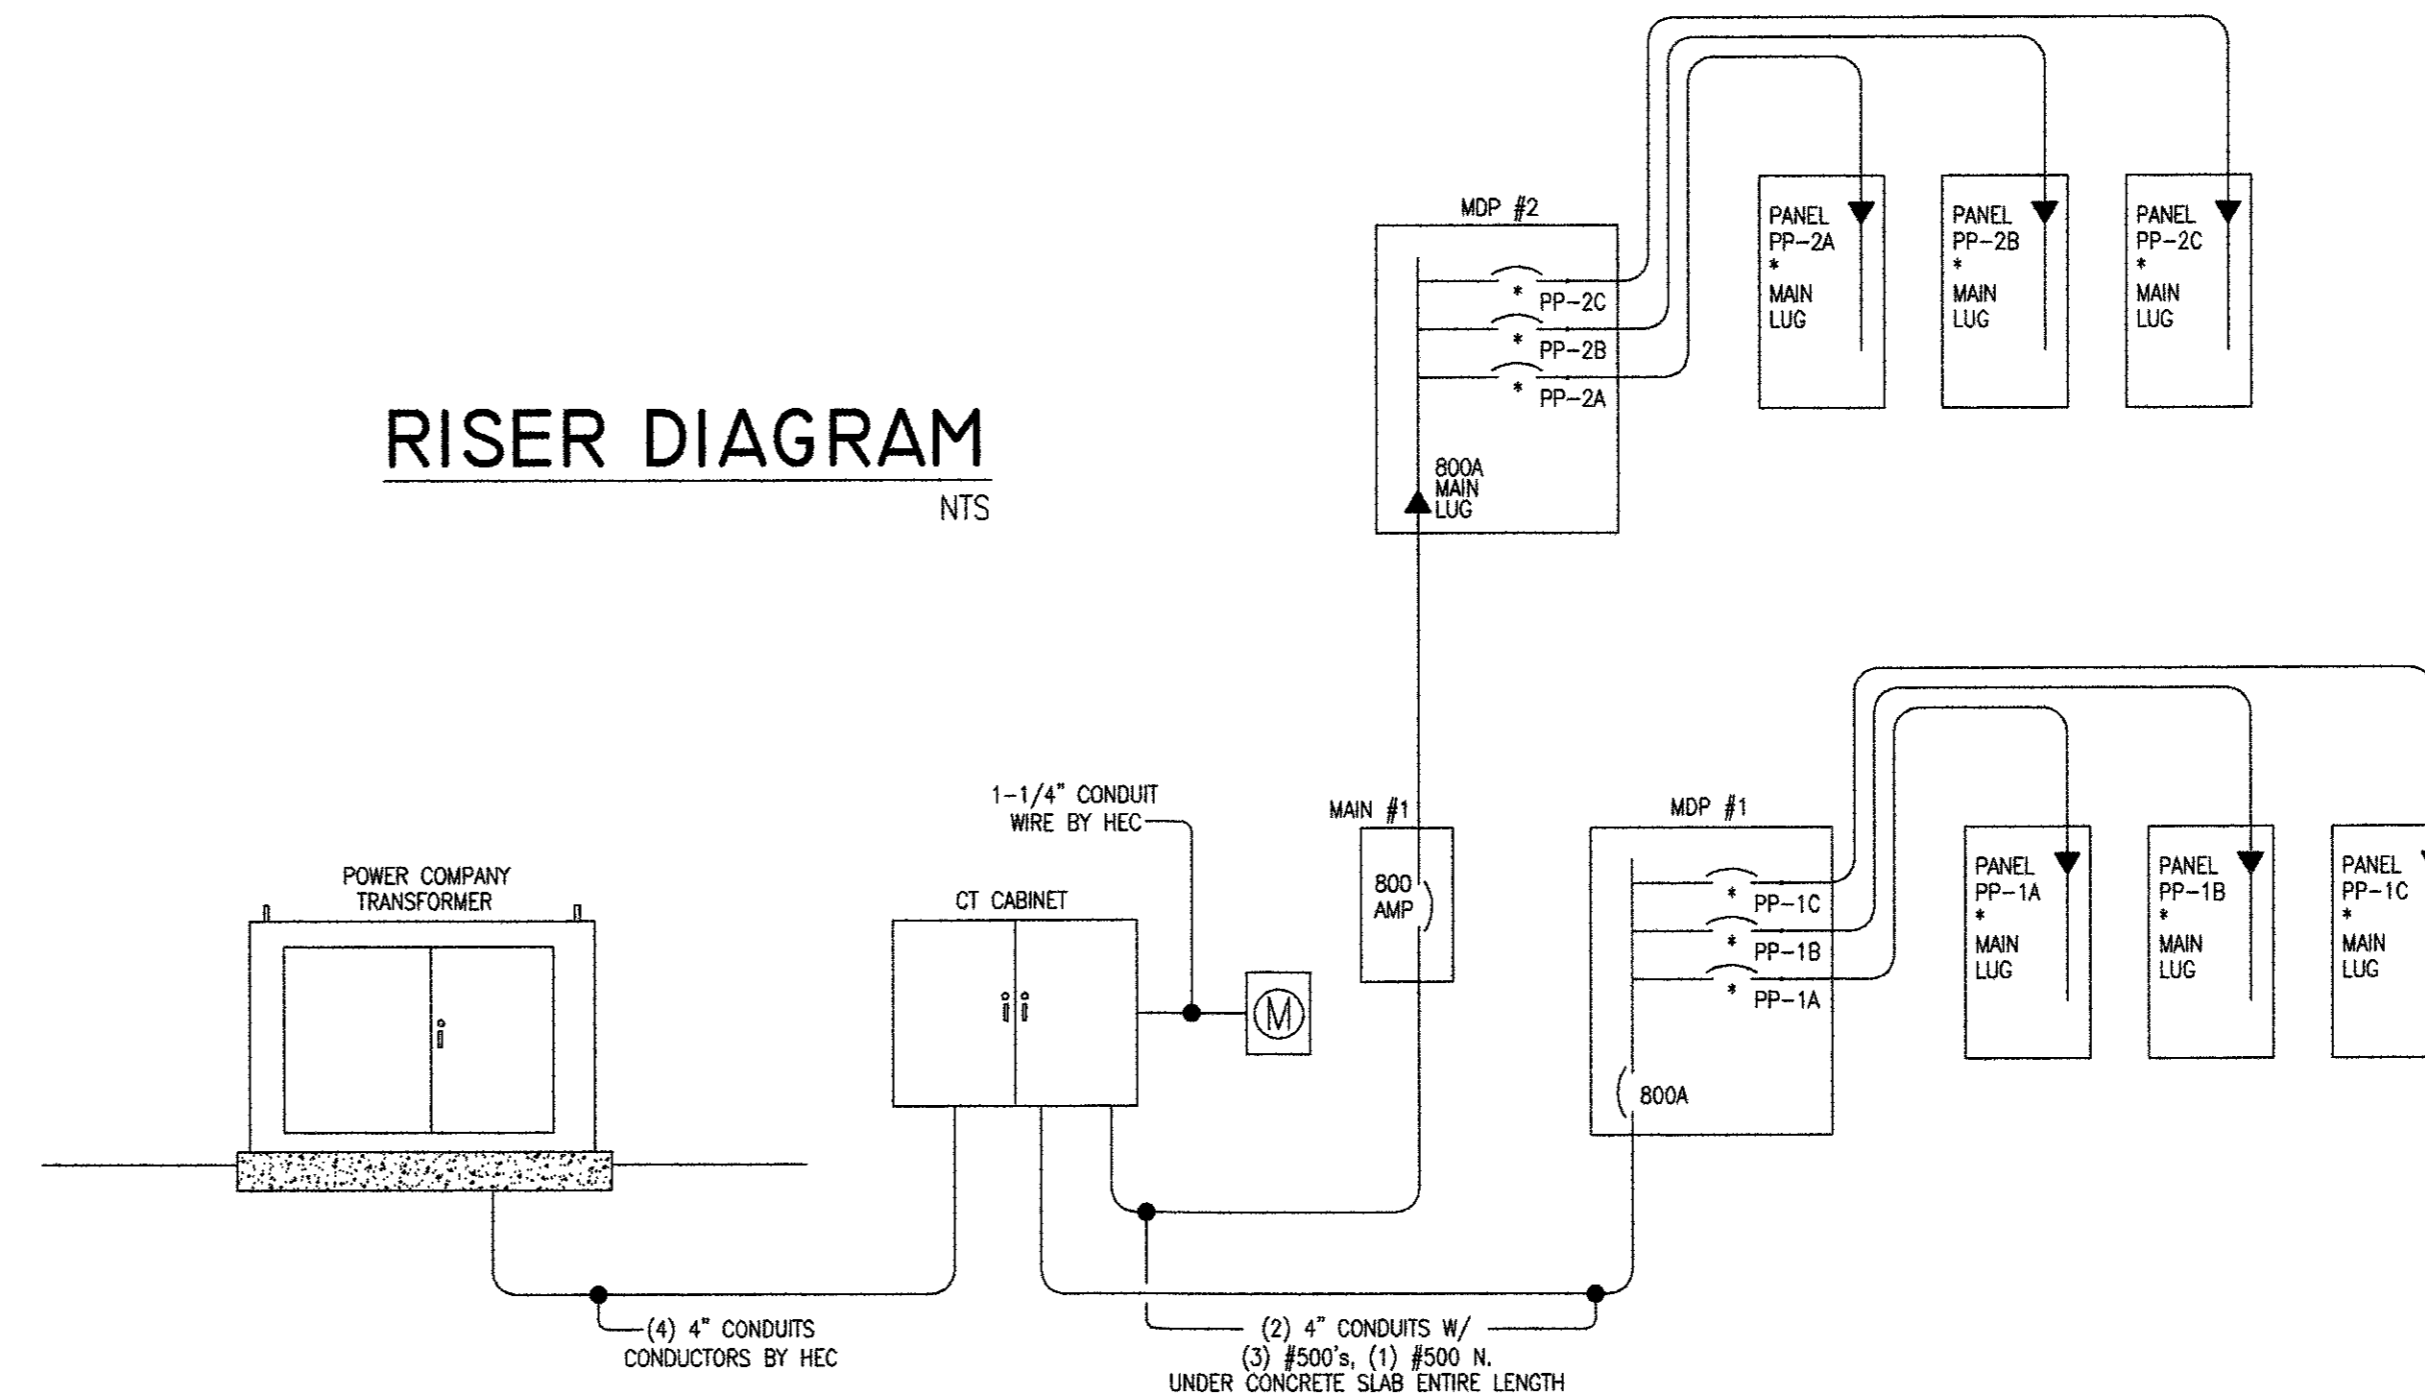 MDP #2
PP-2C
PP-2B
PP-2A
*
*
*
800A
MAIN
LUG
PANEL
PP-2A
*
MAIN
LUG
PANEL
PP-2B
*
MAIN
LUG
PANEL
PP-2C
*
MAIN
LUG
RISER DIAGRAM
NTS
1-1/4" CONDUIT
WIRE BY HEC
MAIN #1
800
AMP
MDP #1
PP-1C
PP-1B
PP-1A
*
*
*
800A
PANEL
PP-1A
*
MAIN
LUG
PANEL
PP-1B
*
MAIN
LUG
PANEL
PP-1C
*
MAIN
LUG
POWER COMPANY
TRANSFORMER
CT CABINET
M
(4) 4" CONDUITS
CONDUCTORS BY HEC
(2) 4" CONDUITS W/
(3) #500's, (1) #500 N.
UNDER CONCRETE SLAB ENTIRE LENGTH